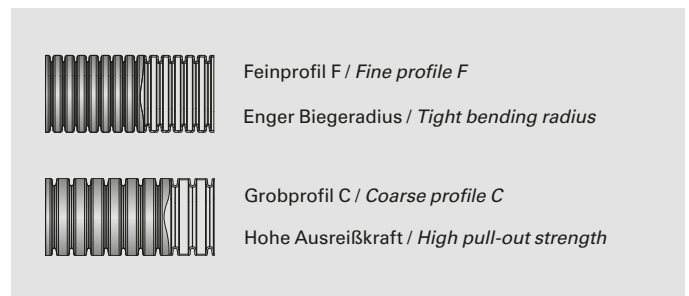 Feinprofil F / Fine profile F
Enger Biegeradius / Tight bending radius
Grobprofil C / Coarse profile C
Hohe Ausreißkraft / High pull-out strength